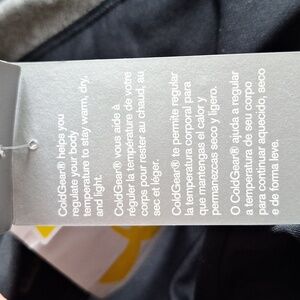 ColdGear® helps you
regulate your body
temperature to stay warm, dry,
and light.
ColdGear® vous aide à
réguler la température de votre
corps pour rester au chaud, au
sec et léger.
ColdGear® te permite regular
la temperatura corporal para
que mantengas el calor y
permanezcas seco y ligero.
O ColdGear® ajuda a regular
a temperatura de seu corpo
para continuar aquecido, seco
e de forma leve.